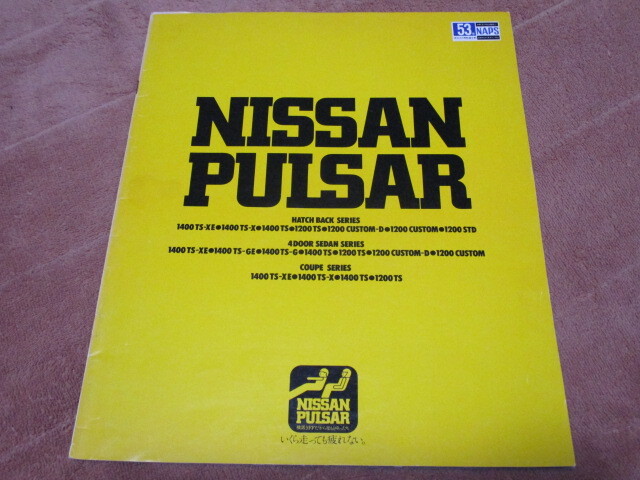 53年
NAPS
NISSAN
PULSAR
HATCH BACK SERIES
1400 TS-XE●1400 TS-X●1400 TS●1200 TS●1200 CUSTOM-D●1200 CUSTOM●1200 STD
4DOOR SEDAN SERIES
1400 TS-XE●1400 TS-GE●1400 TS-G●1400 TS●1200 TS●1200 CUSTOM-D●1200 CUSTOM
COUPE SERIES
1400 TS-XE●1400 TS-X●1400 TS●1200 TS
NISSAN
PULSAR
いくら走っても疲れない。